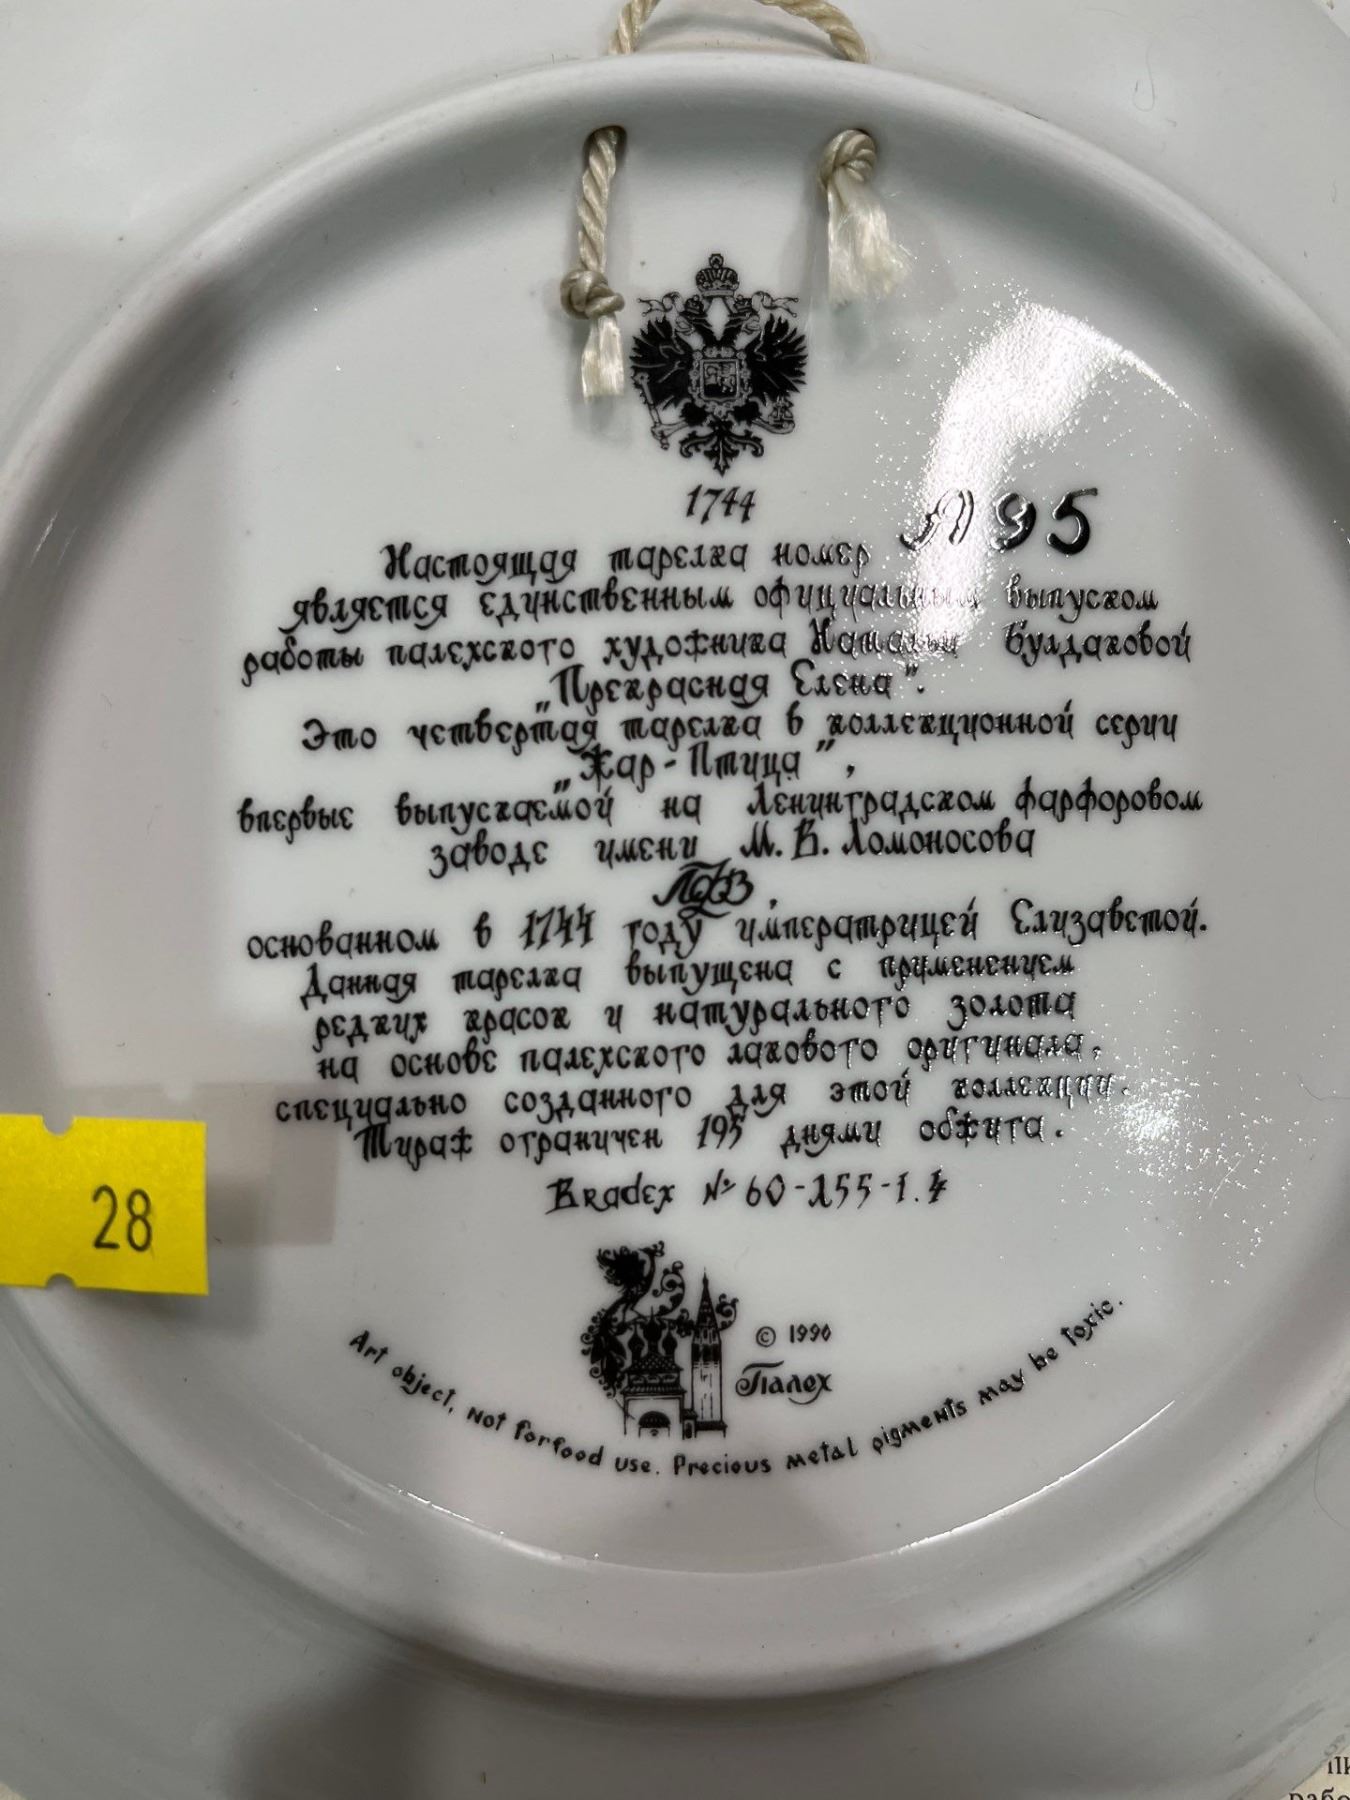 1744
A 95
Настоящая тарелка номер
является единственным официальным выпуском
работы палехского художника Натальи Булдаковой
„Прекрасная Елена".
Это четвертая тарелка в коллекционной серии
„Жар-Птица",
впервые выпускаемой на Ленинградском фарфоровом
заводе имени М. В. Ломоносова
ЛФЗ,
основанном в 1744 году императрицей Елизаветой.
Данная тарелка выпущена с применением
редких красок и натурального золота
на основе палехского лакового оригинала,
специально созданного для этой коллекции.
Тираж ограничен 195 днями обжига.
Bradex № 60-L55-1.4
28
© 1990
Палех
Art object, not for food use. Precious metal pigments may be toxic.